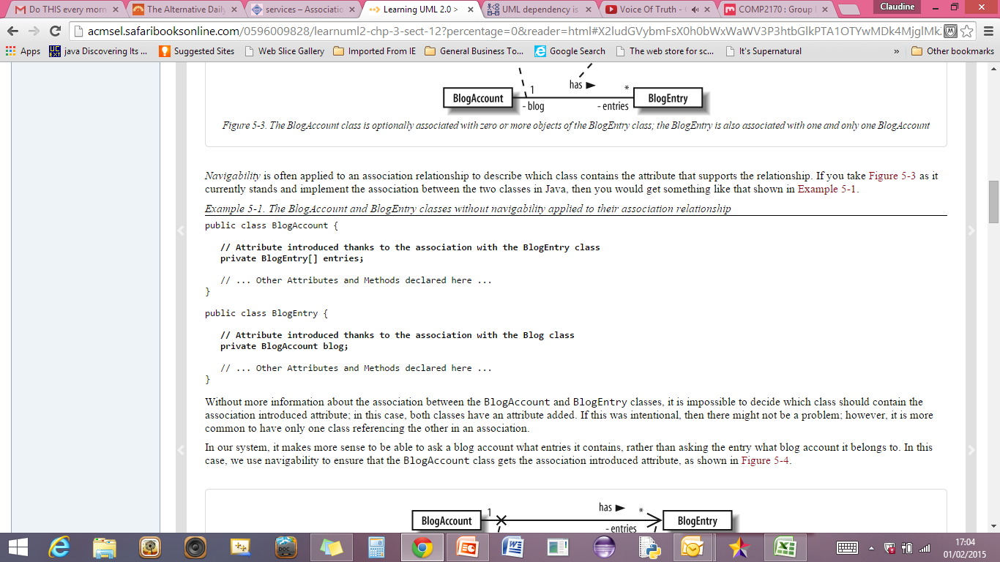 Do THIS every morn
The Alternative Daily
services – Associatio
Learning UML 2.0 >
UML dependency is
Voice Of Truth -
COMP2170 : Group
Claudine
acmsel.safaribooksonline.com/0596009828/learnuml2-chp-3-sect-12?percentage=0&reader=html#X2ludGVybmFsX0h0bWxWaWV3P3htbGlkPTA1OTYwMDk4MjglMk
Apps
java Discovering Its ...
Suggested Sites
Web Slice Gallery
Imported From IE
General Business To...
Google Search
The web store for sc...
It's Supernatural
»
Other bookmarks
has ►
1
*
BlogAccount
BlogEntry
- blog
- entries
Figure 5-3. The BlogAccount class is optionally associated with zero or more objects of the BlogEntry class; the BlogEntry is also associated with one and only one BlogAccount
Navigability is often applied to an association relationship to describe which class contains the attribute that supports the relationship. If you take Figure 5-3 as it
currently stands and implement the association between the two classes in Java, then you would get something like that shown in Example 5-1.
Example 5-1. The BlogAccount and BlogEntry classes without navigability applied to their association relationship
public class BlogAccount {
// Attribute introduced thanks to the association with the BlogEntry class
private BlogEntry[] entries;
// ... Other Attributes and Methods declared here ...
}
public class BlogEntry {
// Attribute introduced thanks to the association with the Blog class
private BlogAccount blog;
// ... Other Attributes and Methods declared here ...
}
Without more information about the association between the BlogAccount and BlogEntry classes, it is impossible to decide which class should contain the
association introduced attribute; in this case, both classes have an attribute added. If this was intentional, then there might not be a problem; however, it is more
common to have only one class referencing the other in an association.
In our system, it makes more sense to be able to ask a blog account what entries it contains, rather than asking the entry what blog account it belongs to. In this
case, we use navigability to ensure that the BlogAccount class gets the association introduced attribute, as shown in Figure 5-4.
has ►
1
*
BlogAccount
BlogEntry
- entries
DOC
17:04
01/02/2015